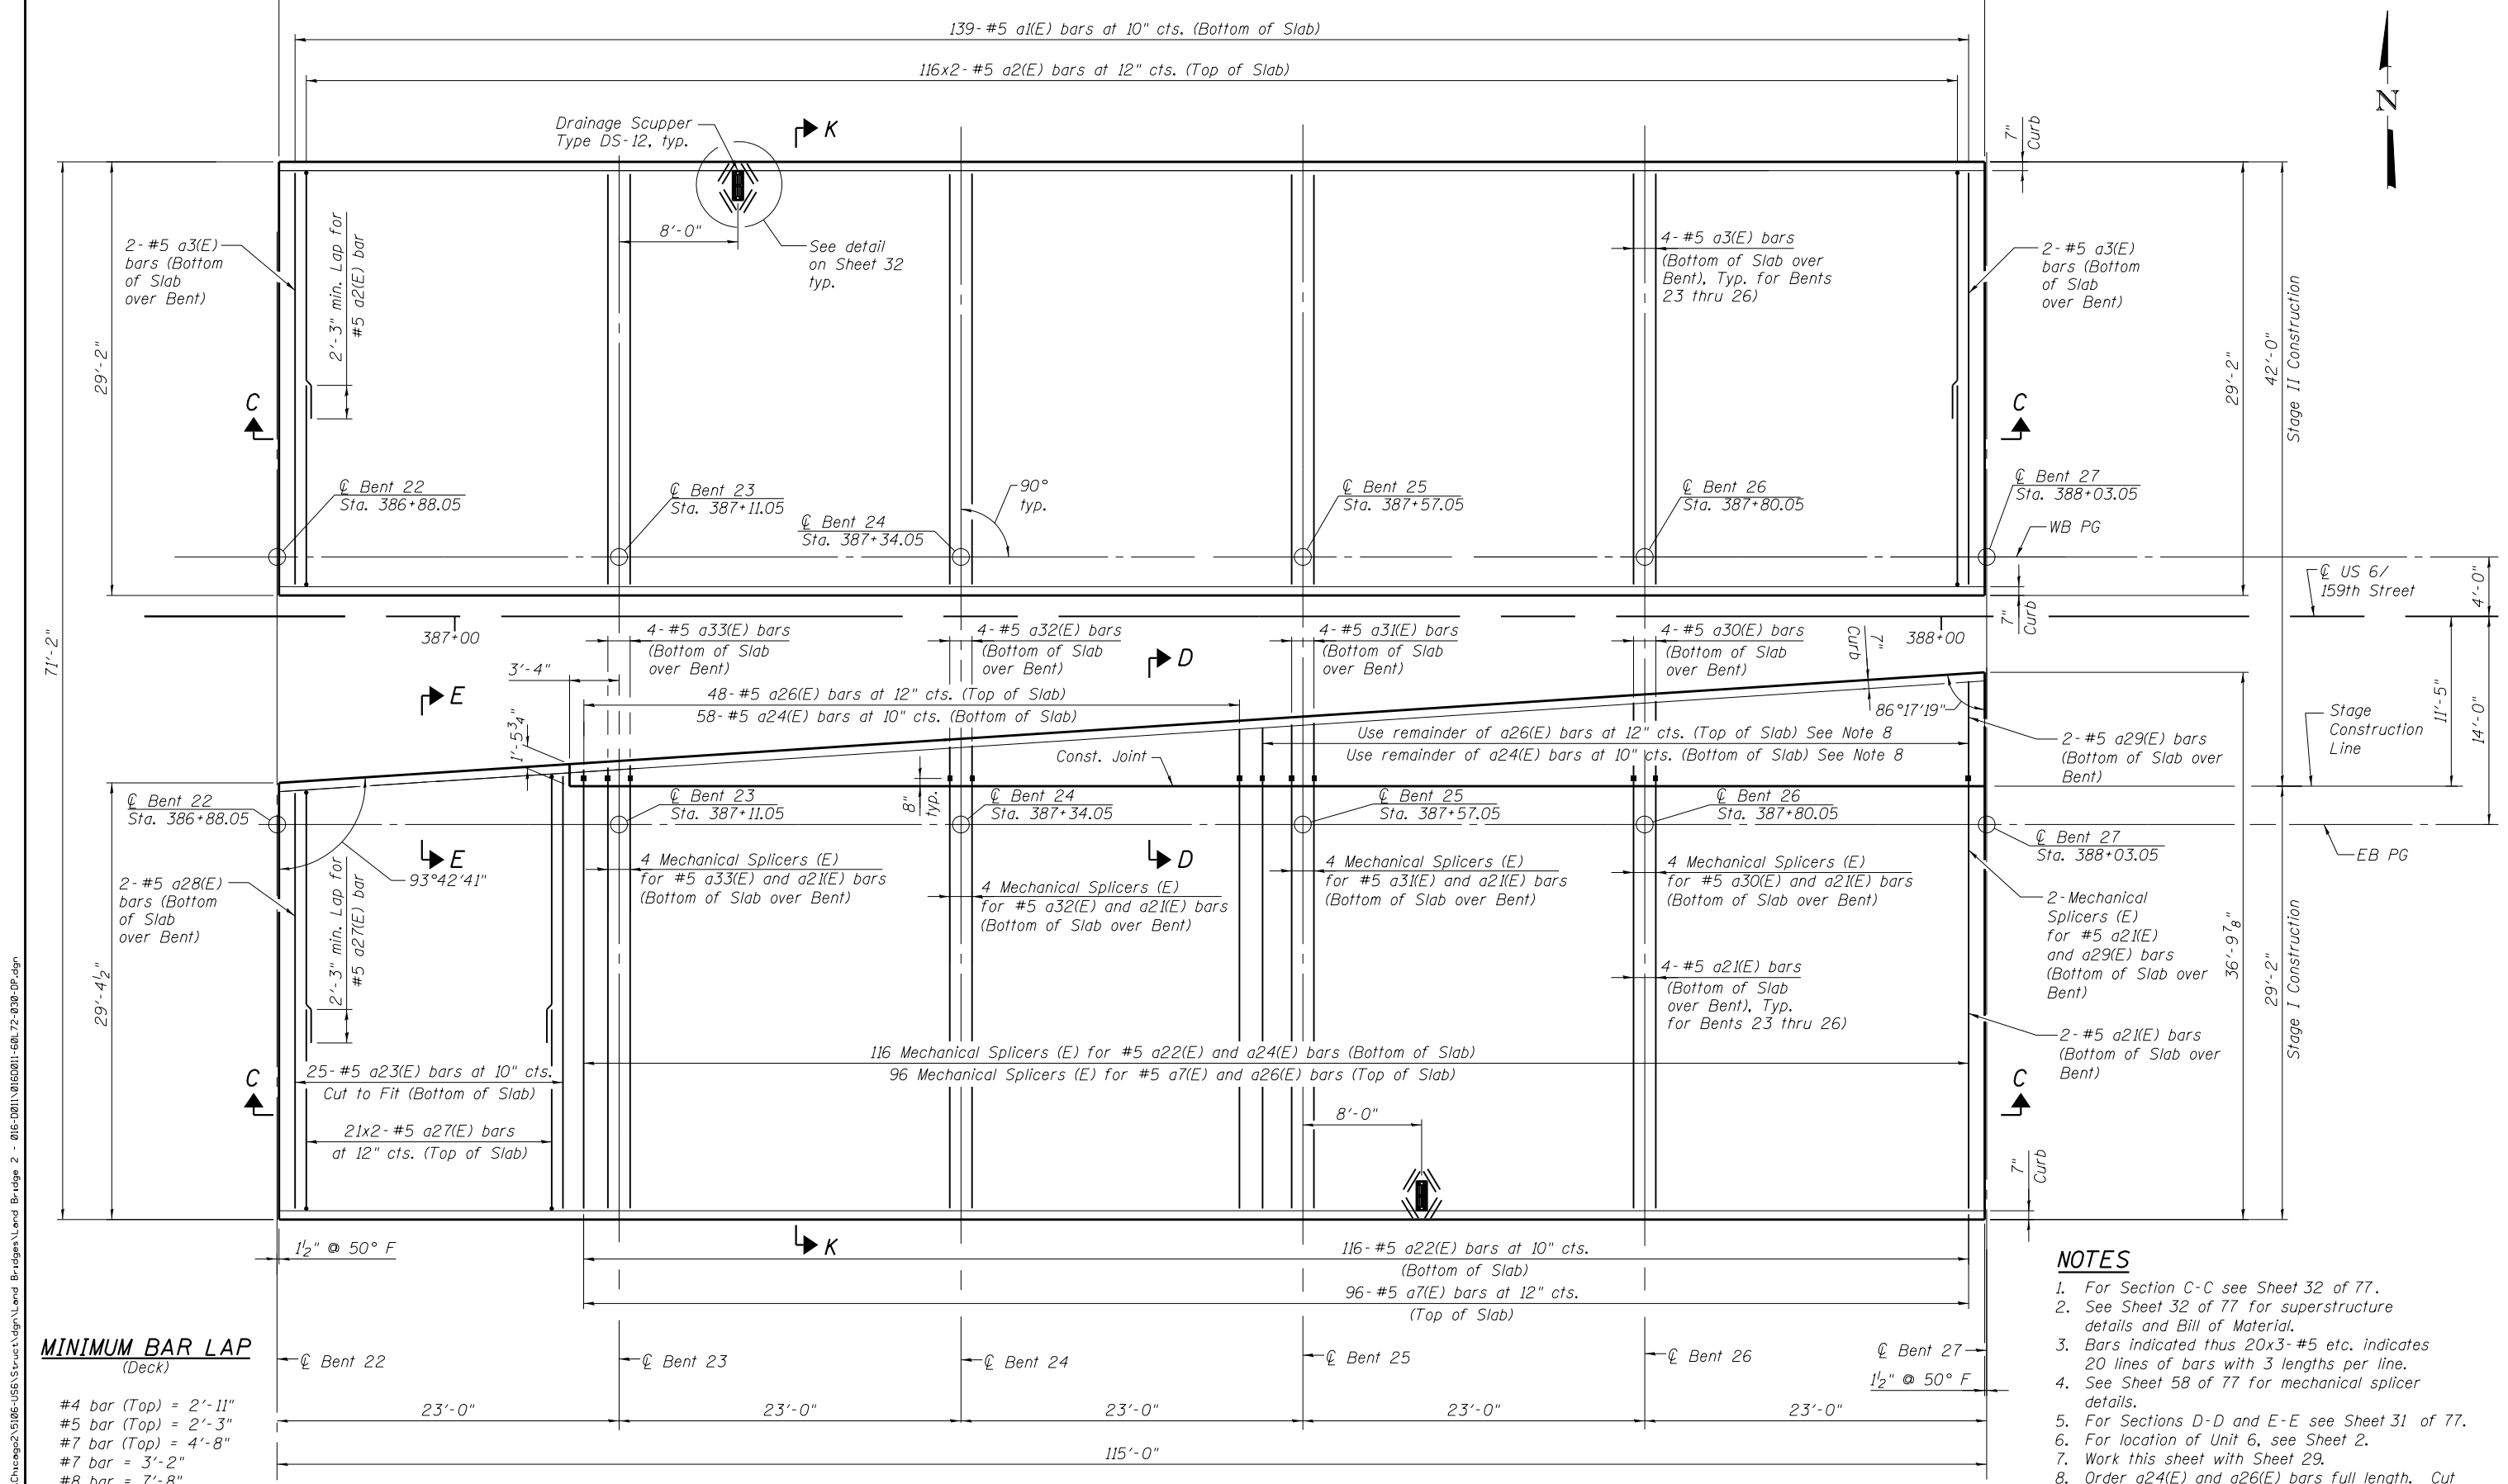 139-#5 a1(E) bars at 10" cts. (Bottom of Slab)
116x2-#5 a2(E) bars at 12" cts. (Top of Slab)
N
Drainage Scupper
Type DS-12, typ.
K
7"
Curb
8'-0"
See detail
on Sheet 32
typ.
2-#5 a3(E)
bars (Bottom
of Slab
over Bent)
2'-3" min. Lap for
#5 a2(E) bar
4-#5 a3(E) bars
(Bottom of Slab over
Bent), Typ. for Bents
23 thru 26)
2-#5 a3(E)
bars (Bottom
of Slab
over Bent)
71'-2"
29'-2"
29'-2"
42'-0"
Stage II Construction
C
C
℄ Bent 22
Sta. 386+88.05
℄ Bent 23
Sta. 387+11.05
℄ Bent 24
Sta. 387+34.05
90°
typ.
℄ Bent 25
Sta. 387+57.05
℄ Bent 26
Sta. 387+80.05
℄ Bent 27
Sta. 388+03.05
WB PG
℄ US 6/
159th Street
4'-0"
7"
Curb
387+00
388+00
4-#5 a33(E) bars
(Bottom of Slab
over Bent)
4-#5 a32(E) bars
(Bottom of Slab
over Bent)
4-#5 a31(E) bars
(Bottom of Slab
over Bent)
4-#5 a30(E) bars
(Bottom of Slab
over Bent)
7"
Curb
D
E
3'-4"
48-#5 a26(E) bars at 12" cts. (Top of Slab)
58-#5 a24(E) bars at 10" cts. (Bottom of Slab)
1'-5 3/4"
86°17'19"
Use remainder of a26(E) bars at 12" cts. (Top of Slab) See Note 8
Use remainder of a24(E) bars at 10" cts. (Bottom of Slab) See Note 8
Const. Joint
2-#5 a29(E) bars
(Bottom of Slab over
Bent)
Stage
Construction
Line
11'-5"
14'-0"
8"
typ.
℄ Bent 22
Sta. 386+88.05
℄ Bent 23
Sta. 387+11.05
℄ Bent 24
Sta. 387+34.05
℄ Bent 25
Sta. 387+57.05
℄ Bent 26
Sta. 387+80.05
℄ Bent 27
Sta. 388+03.05
EB PG
E
D
93°42'41"
2-#5 a28(E)
bars (Bottom
of Slab
over Bent)
2'-3" min. Lap for
#5 a27(E) bar
4 Mechanical Splicers (E)
for #5 a33(E) and a21(E) bars
(Bottom of Slab over Bent)
4 Mechanical Splicers (E)
for #5 a32(E) and a21(E) bars
(Bottom of Slab over Bent)
4 Mechanical Splicers (E)
for #5 a31(E) and a21(E) bars
(Bottom of Slab over Bent)
4 Mechanical Splicers (E)
for #5 a30(E) and a21(E) bars
(Bottom of Slab over Bent)
2-Mechanical
Splicers (E)
for #5 a21(E)
and a29(E) bars
(Bottom of Slab over
Bent)
29'-4 1/2"
36'-9 7/8"
29'-2"
Stage I Construction
4-#5 a21(E) bars
(Bottom of Slab
over Bent), Typ.
for Bents 23 thru 26)
2-#5 a21(E) bars
(Bottom of Slab over
Bent)
116 Mechanical Splicers (E) for #5 a22(E) and a24(E) bars (Bottom of Slab)
96 Mechanical Splicers (E) for #5 a7(E) and a26(E) bars (Top of Slab)
C
25-#5 a23(E) bars at 10" cts.
Cut to Fit (Bottom of Slab)
21x2-#5 a27(E) bars
at 12" cts. (Top of Slab)
8'-0"
C
7"
Curb
1 1/2" @ 50° F
K
116-#5 a22(E) bars at 10" cts.
(Bottom of Slab)
96-#5 a7(E) bars at 12" cts.
(Top of Slab)
℄ Bent 22
℄ Bent 23
℄ Bent 24
℄ Bent 25
℄ Bent 26
℄ Bent 27
1 1/2" @ 50° F
23'-0"
23'-0"
23'-0"
23'-0"
23'-0"
115'-0"
MINIMUM BAR LAP
(Deck)
#4 bar (Top) = 2'-11"
#5 bar (Top) = 2'-3"
#7 bar (Top) = 4'-8"
#7 bar = 3'-2"
#8 bar = 7'-8"
NOTES
1. For Section C-C see Sheet 32 of 77.
2. See Sheet 32 of 77 for superstructure
details and Bill of Material.
3. Bars indicated thus 20x3-#5 etc. indicates
20 lines of bars with 3 lengths per line.
4. See Sheet 58 of 77 for mechanical splicer
details.
5. For Sections D-D and E-E see Sheet 31 of 77.
6. For location of Unit 6, see Sheet 2.
7. Work this sheet with Sheet 29.
8. Order a24(E) and a26(E) bars full length. Cut
Chicago2\5106-US6\Struct\dgn\Land Bridges\Land Bridge 2 - 016-D011\016D011-60L72-030-DP.dgn